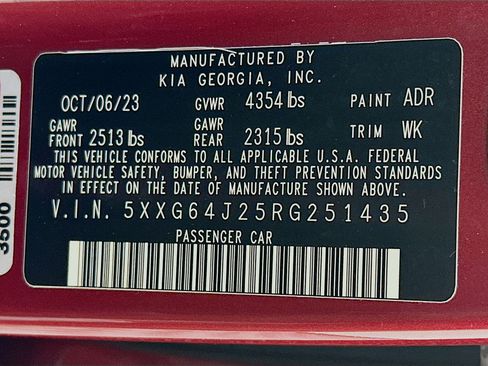 MANUFACTURED BY
KIA GEORGIA, INC.
OCT/06/23 GVWR 4354 lbs PAINT ADR
GAWR FRONT 2513 lbs GAWR REAR 2315 lbs TRIM WK
THIS VEHICLE CONFORMS TO ALL APPLICABLE U.S.A. FEDERAL
MOTOR VEHICLE SAFETY, BUMPER, AND THEFT PREVENTION STANDARDS
IN EFFECT ON THE DATE OF MANUFACTURE SHOWN ABOVE.
V.I.N. 5XXG64J25RG251435
PASSENGER CAR
3500